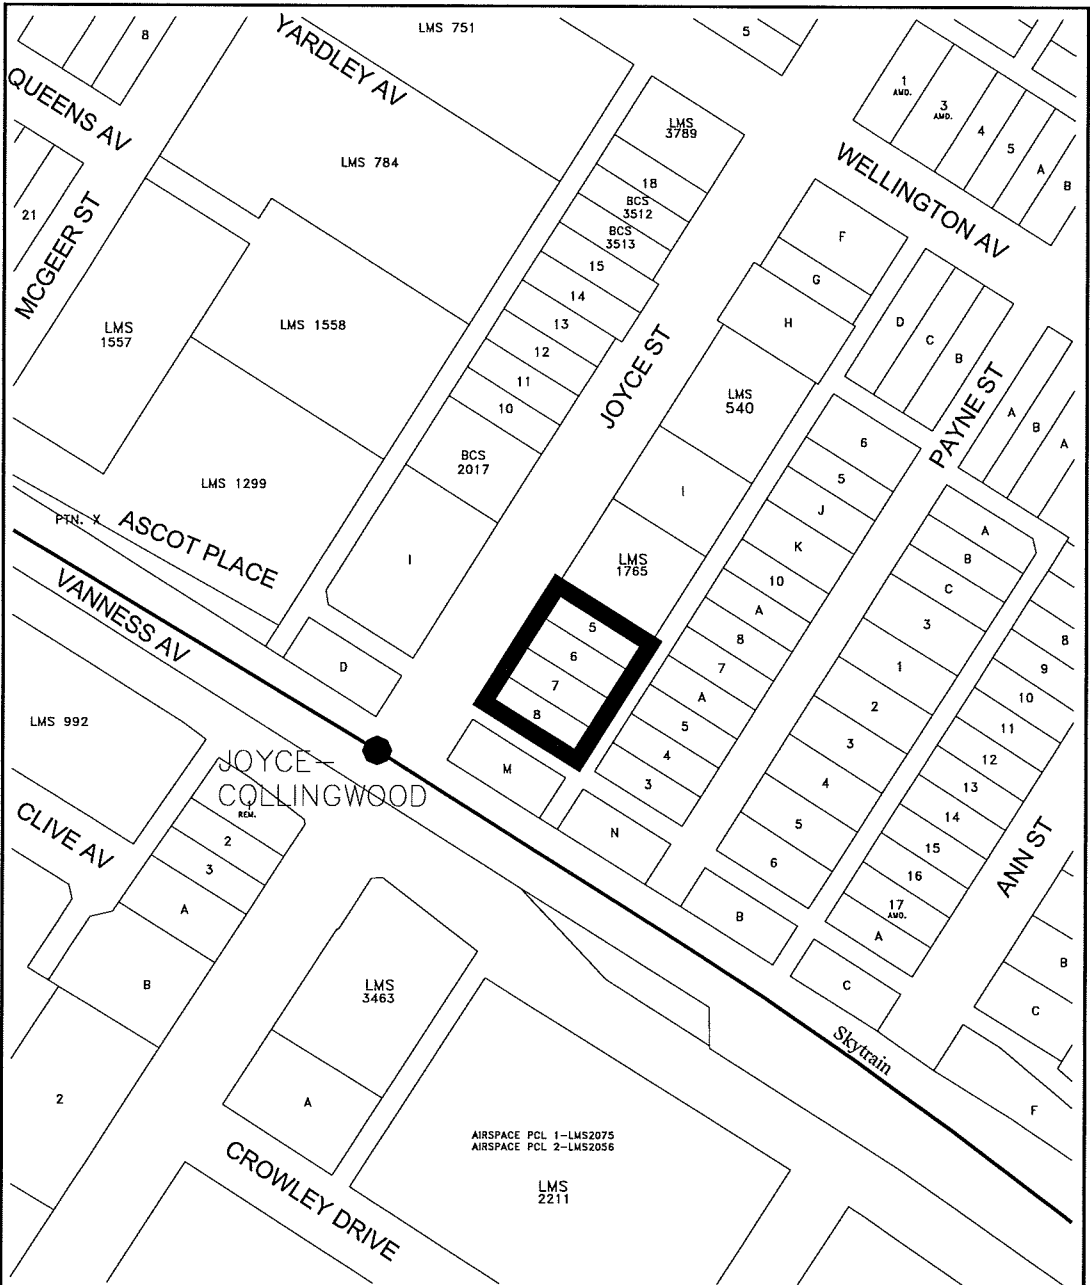 8
YARDLEY AV
LMS 751
5
QUEENS AV
1
AMD.
3
AMD.
4
5
A
B
LMS
3789
WELLINGTON AV
LMS 784
18
BCS
3512
BCS
3513
21
MCGEER ST
15
14
13
12
11
10
F
G
H
LMS
1557
LMS 1558
JOYCE ST
D
C
B
PAYNE ST
LMS
540
A
B
A
BCS
2017
6
5
J
K
10
A
8
7
A
5
4
3
LMS 1299
I
PTN. X
ASCOT PLACE
A
B
C
3
1
2
3
4
5
6
I
LMS
1765
VANNESS AV
5
6
7
8
8
9
10
11
12
13
14
15
16
17
AMD.
A
D
LMS 992
M
N
JOYCE-
COLLINGWOOD
1
REM.
2
3
A
B
CLIVE AV
ANN ST
B
C
B
C
LMS
3463
Skytrain
2
A
F
AIRSPACE PCL 1-LMS2075
AIRSPACE PCL 2-LMS2056
LMS
2211
CROWLEY DRIVE